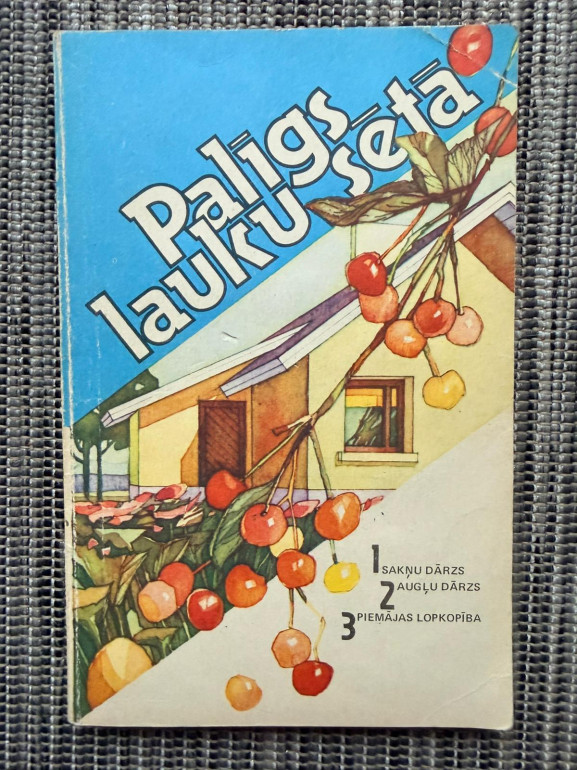 Palīgs
lauku sētā
1 SAKŅU DĀRZS
2 AUGĻU DĀRZS
3 PIEMĀJAS LOPKOPĪBA